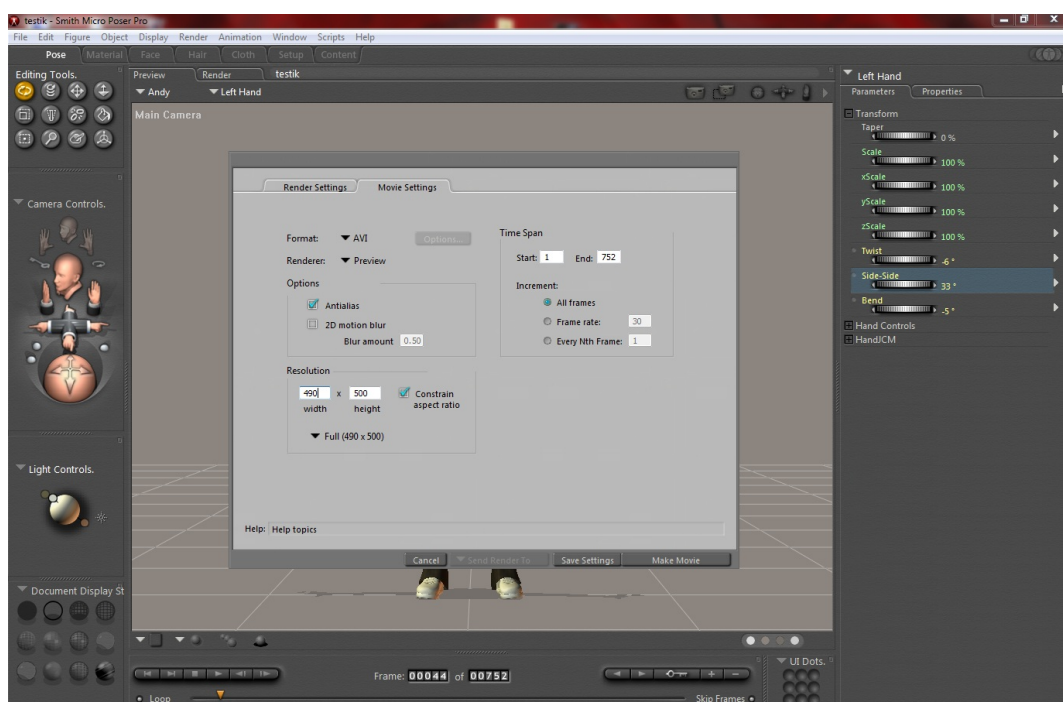 testik - Smith Micro Poser Pro
File Edit Figure Object Display Render Animation Window Scripts Help
Pose Material Face Hair Cloth Setup Content
Editing Tools.
Preview Render testik
Andy Left Hand
Main Camera
Camera Controls.
Light Controls.
Document Display St
Render Settings Movie Settings
Format: AVI Options...
Renderer: Preview
Options
Antialias
2D motion blur
Blur amount 0.50
Resolution
490 x 500 Constrain aspect ratio
width height
Full (490 x 500)
Time Span
Start: 1 End: 752
Increment:
All frames
Frame rate: 30
Every Nth Frame: 1
Help: Help topics
Cancel Send Render To Save Settings Make Movie
Left Hand
Parameters Properties
Transform
Taper
0 %
Scale
100 %
xScale
100 %
yScale
100 %
zScale
100 %
Twist
-6 °
Side-Side
33 °
Bend
-5 °
Hand Controls
HandJCM
Frame: 00044 of 00752
UI Dots.
Loop Skip Frames